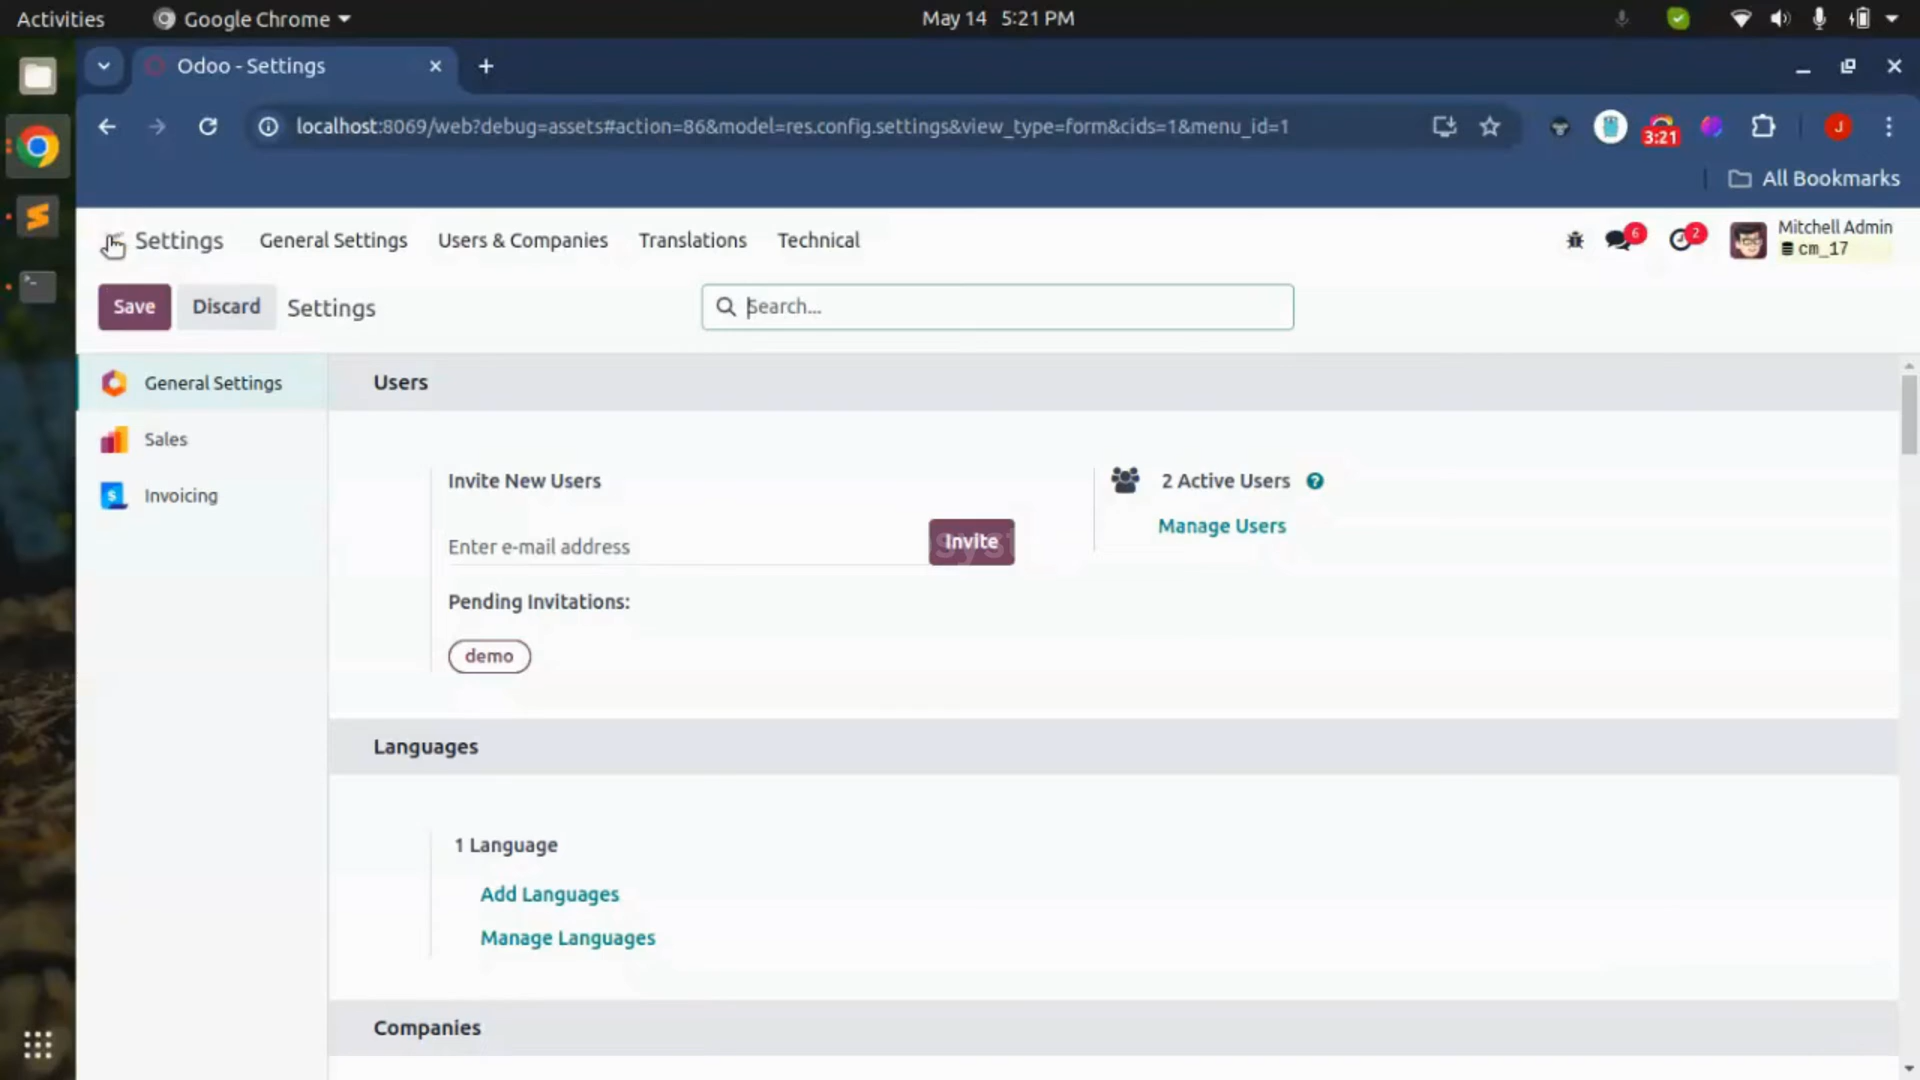 Activities Google Chrome May 14 5:21 PM
Odoo - Settings
localhost:8069/web?debug=assets#action=86&model=res.config.settings&view_type=form&cids=1&menu_id=1 3:21 J
All Bookmarks
Settings General Settings Users & Companies Translations Technical 6 2 Mitchell Admin
cm_17
Save Discard Settings Search...
General Settings
Sales
Invoicing
Users
Invite New Users
Enter e-mail address Invite
Pending Invitations:
demo
2 Active Users ?
Manage Users
Languages
1 Language
Add Languages
Manage Languages
Companies